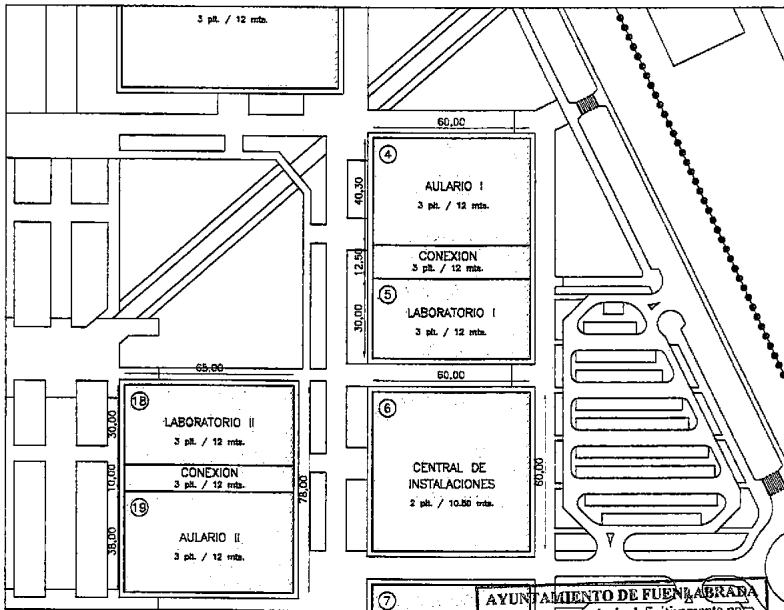 3 plt. / 12 mts.
60,00
4
AULARIO I
3 plt. / 12 mts.
40,30
CONEXION
3 plt. / 12 mts.
12,50
5
LABORATORIO I
3 plt. / 12 mts.
30,00
65,00
60,00
18
LABORATORIO II
3 plt. / 12 mts.
30,00
CONEXION
3 plt. / 12 mts.
10,00
78,00
19
AULARIO II
3 plt. / 12 mts.
38,00
6
CENTRAL DE
INSTALACIONES
2 plt. / 10.50 mts.
60,00
7
AYUNTAMIENTO DE FUENLABRADA